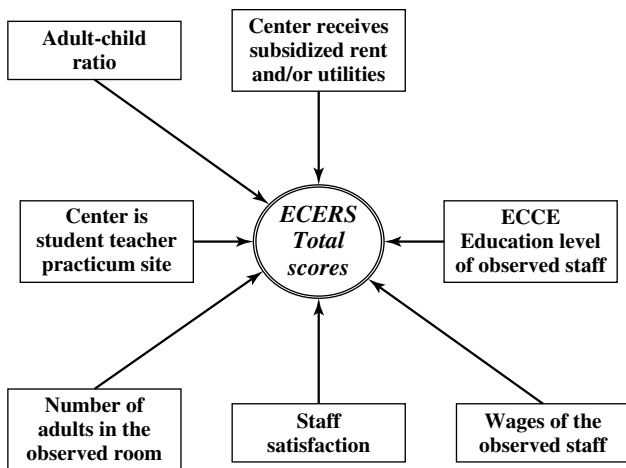 Adult-child
ratio
Center receives
subsidized rent
and/or utilities
Center is
student teacher
practicum site
ECERS
Total
scores
ECCE
Education level
of observed staff
Number of
adults in the
observed room
Staff
satisfaction
Wages of the
observed staff